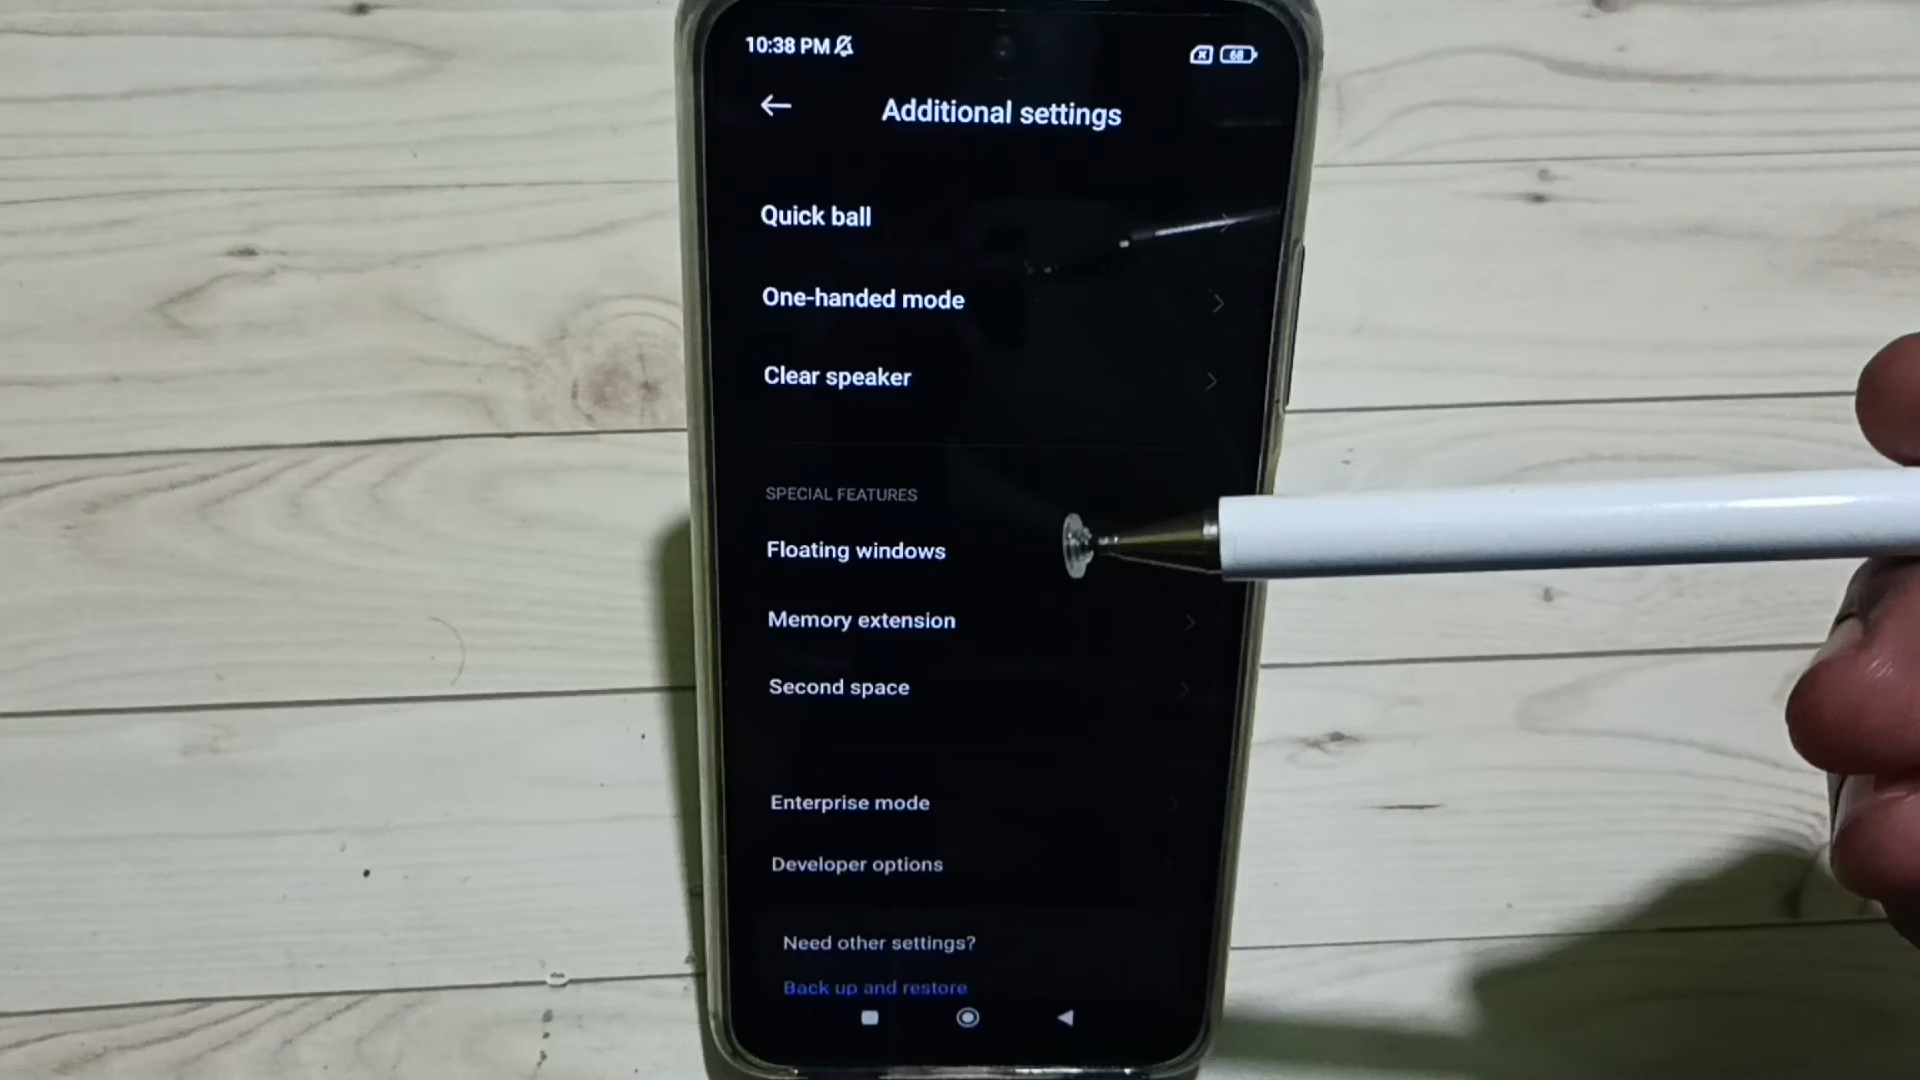 10:38 PM
68
Additional settings
Quick ball
One-handed mode
Clear speaker
SPECIAL FEATURES
Floating windows
Memory extension
Second space
Enterprise mode
Developer options
Need other settings?
Back up and restore